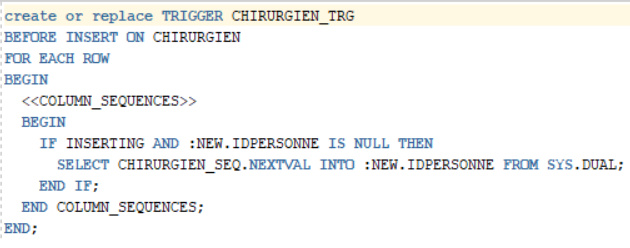 create or replace TRIGGER CHIRURGIEN_TRG
BEFORE INSERT ON CHIRURGIEN
FOR EACH ROW
BEGIN
  <<COLUMN_SEQUENCES>>
  BEGIN
    IF INSERTING AND :NEW.IDPERSONNE IS NULL THEN
      SELECT CHIRURGIEN_SEQ.NEXTVAL INTO :NEW.IDPERSONNE FROM SYS.DUAL;
    END IF;
  END COLUMN_SEQUENCES;
END;